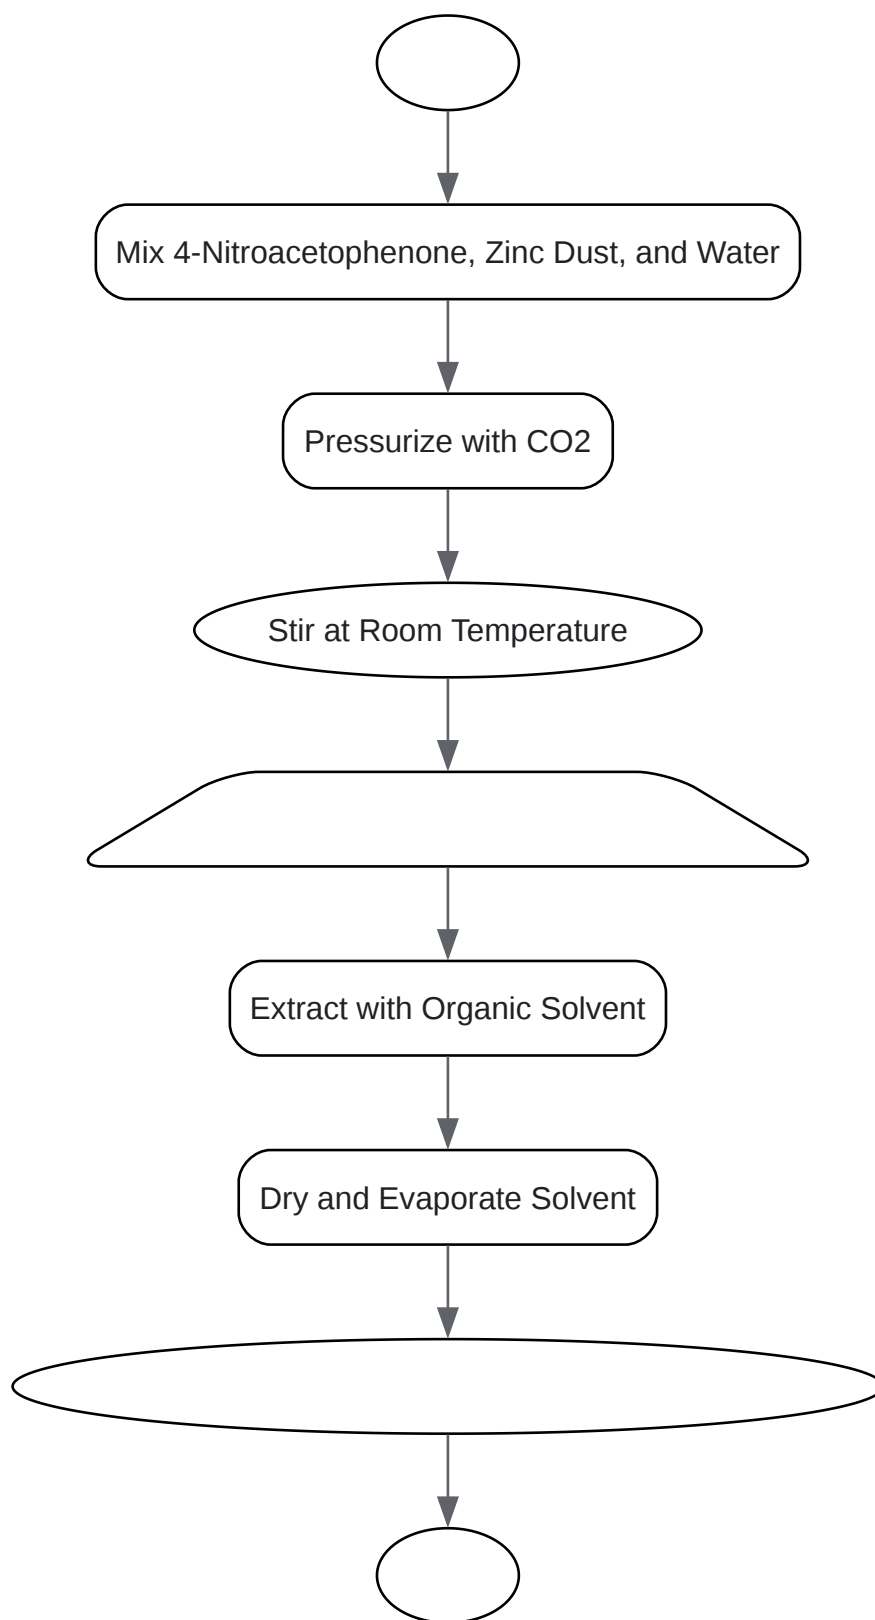 Mix 4-Nitroacetophenone, Zinc Dust, and Water
Pressurize with CO2
Stir at Room Temperature
Extract with Organic Solvent
Dry and Evaporate Solvent